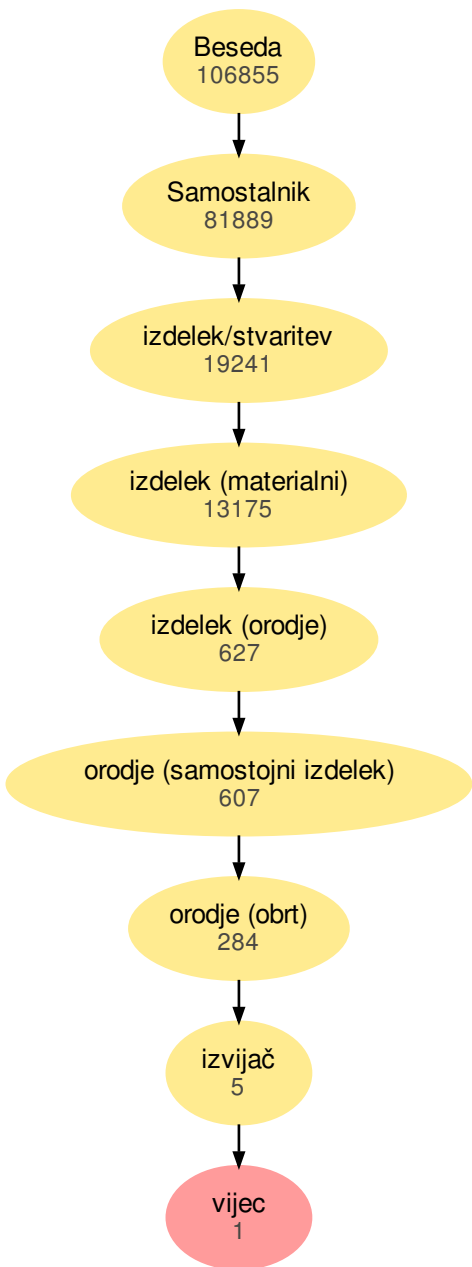 Beseda
106855
Samostalnik
81889
izdelek/stvaritev
19241
izdelek (materialni)
13175
izdelek (orodje)
627
orodje (samostojni izdelek)
607
orodje (obrt)
284
izvijač
5
vijec
1